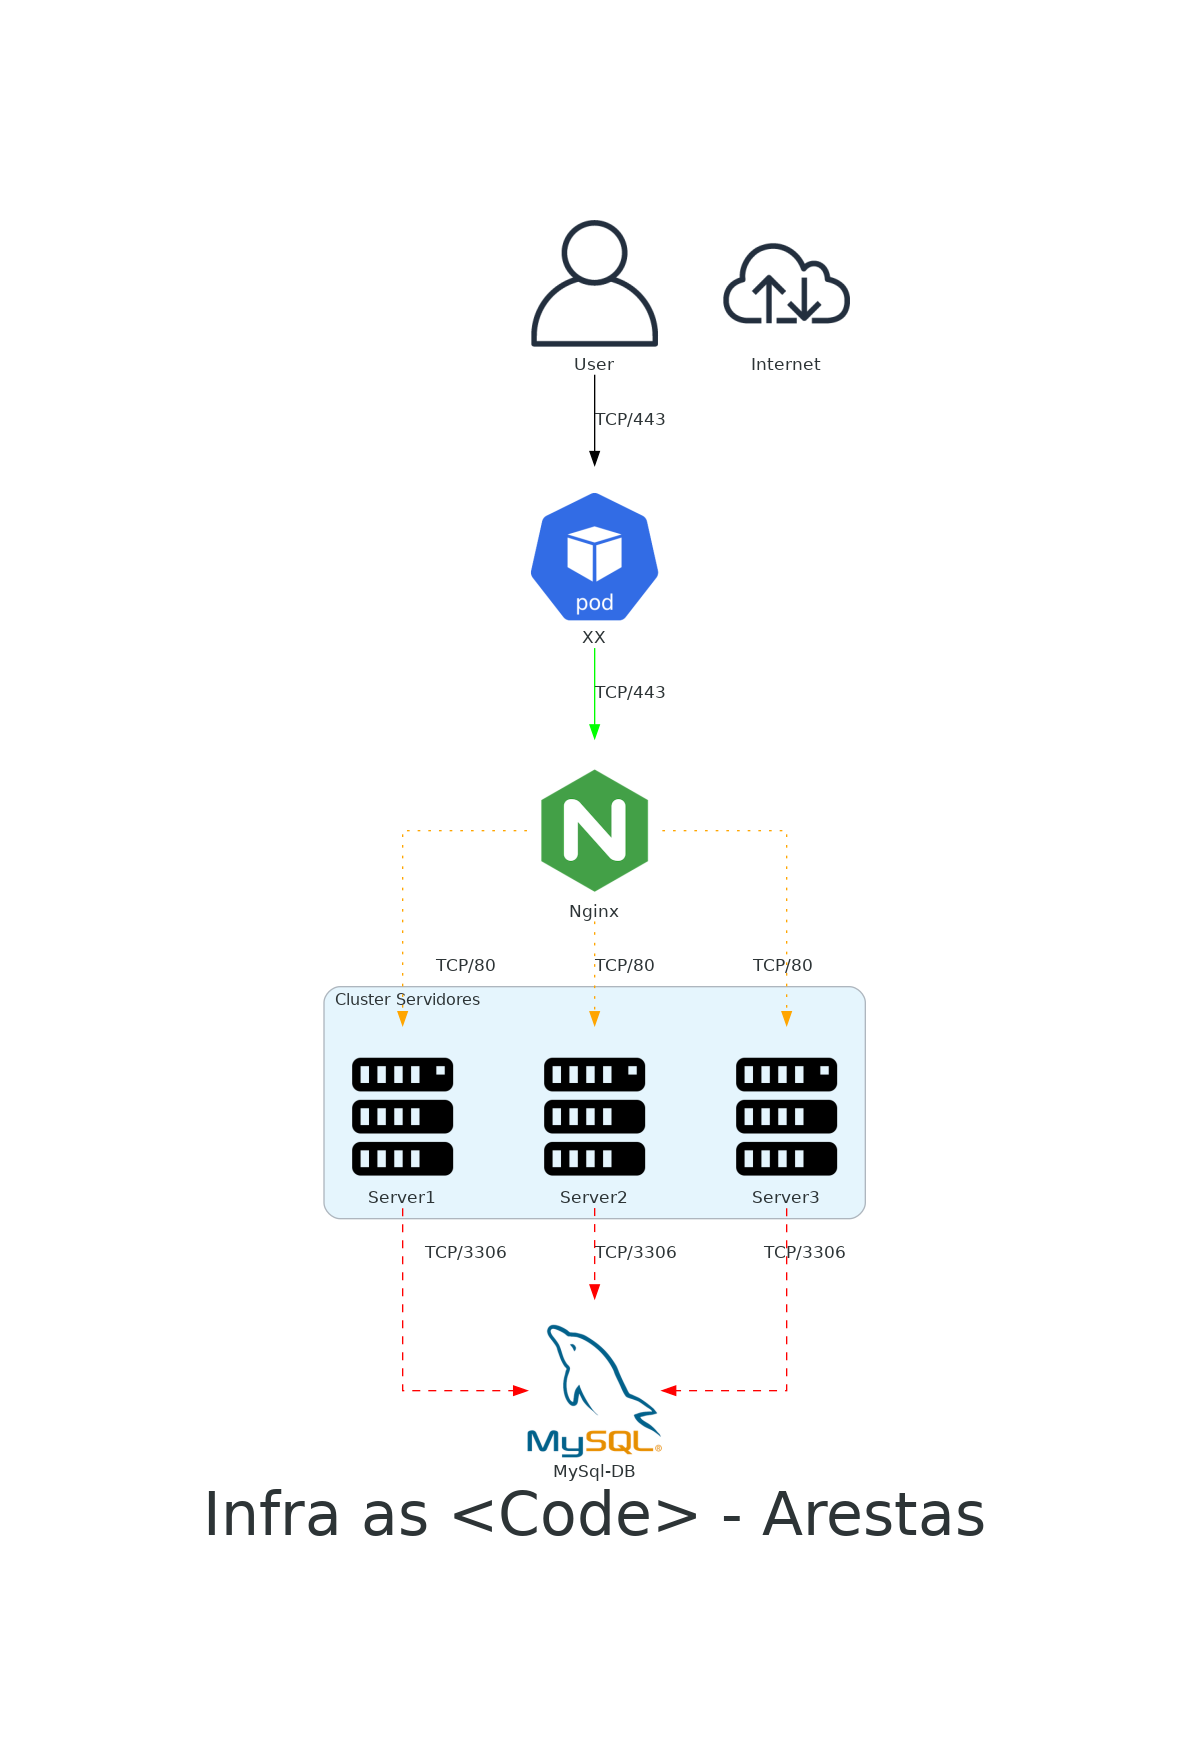 User
Internet
TCP/443
pod
XX
TCP/443
Nginx
TCP/80
TCP/80
TCP/80
Cluster Servidores
Server1
Server2
Server3
TCP/3306
TCP/3306
TCP/3306
MySQL®
MySql-DB
Infra as <Code> - Arestas